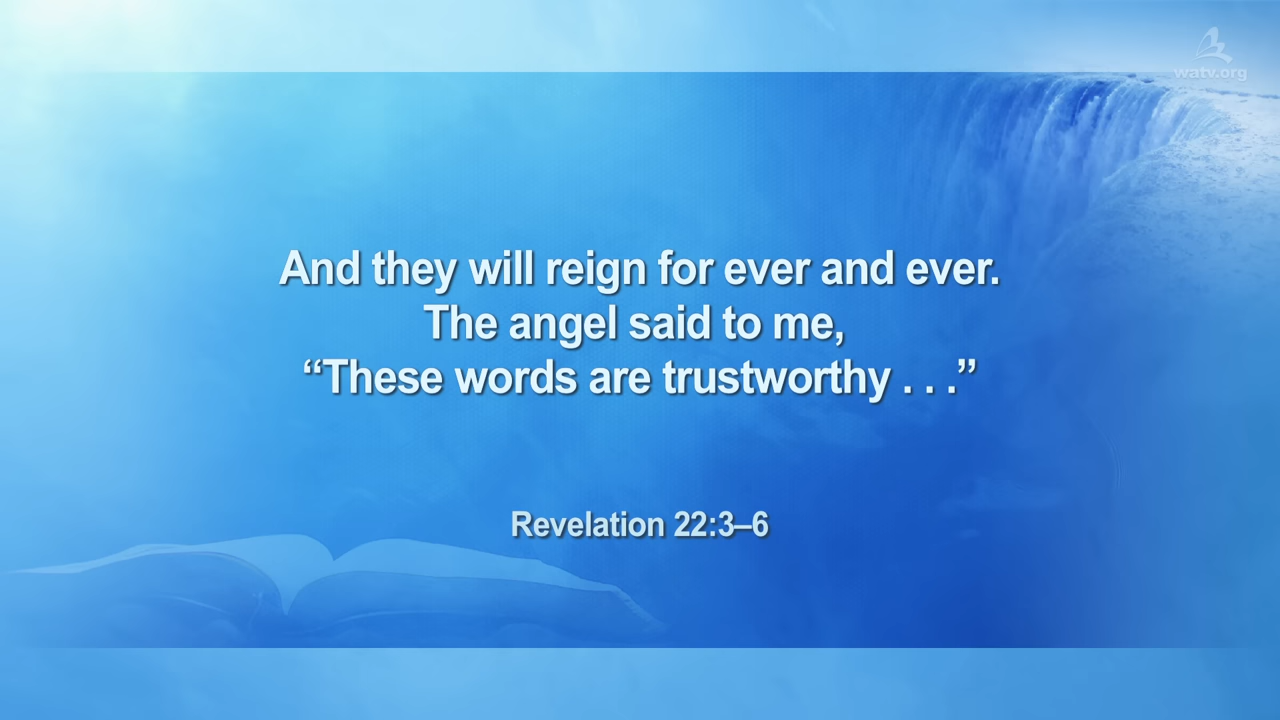 watv.org
And they will reign for ever and ever.
The angel said to me,
“These words are trustworthy . . .”
Revelation 22:3–6